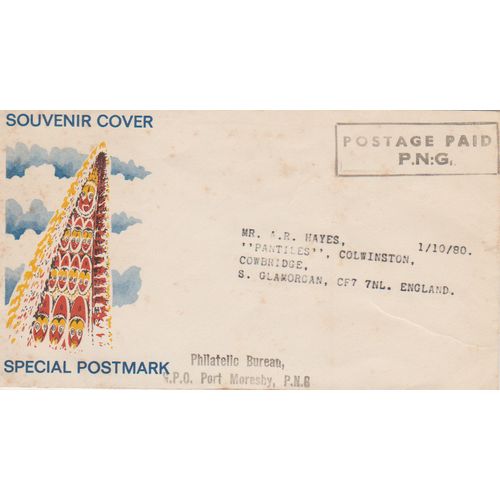 SOUVENIR COVER
POSTAGE PAID
P.N:G.
MR. A.R. HAYES, 1/10/80.
''PANTILES'', COLWINSTON,
COWBRIDGE,
S. GLAMORGAN, CF7 7NL. ENGLAND.
SPECIAL POSTMARK
Philatelic Bureau,
G.P.O. Port Moresby, P.N.G